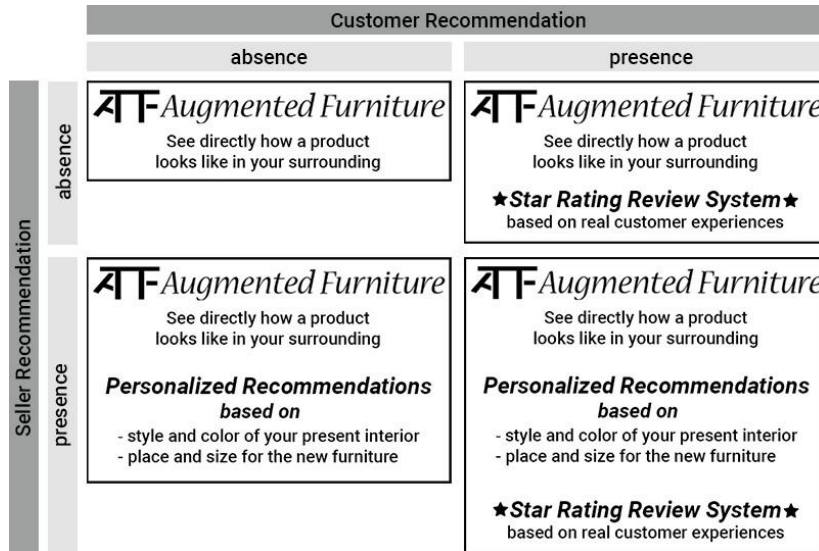 Customer Recommendation
absence
presence
Seller Recommendation
absence
ATF Augmented Furniture
See directly how a product
looks like in your surrounding
ATF Augmented Furniture
See directly how a product
looks like in your surrounding
★Star Rating Review System★
based on real customer experiences
presence
ATF Augmented Furniture
See directly how a product
looks like in your surrounding
Personalized Recommendations
based on
- style and color of your present interior
- place and size for the new furniture
ATF Augmented Furniture
See directly how a product
looks like in your surrounding
Personalized Recommendations
based on
- style and color of your present interior
- place and size for the new furniture
★Star Rating Review System★
based on real customer experiences